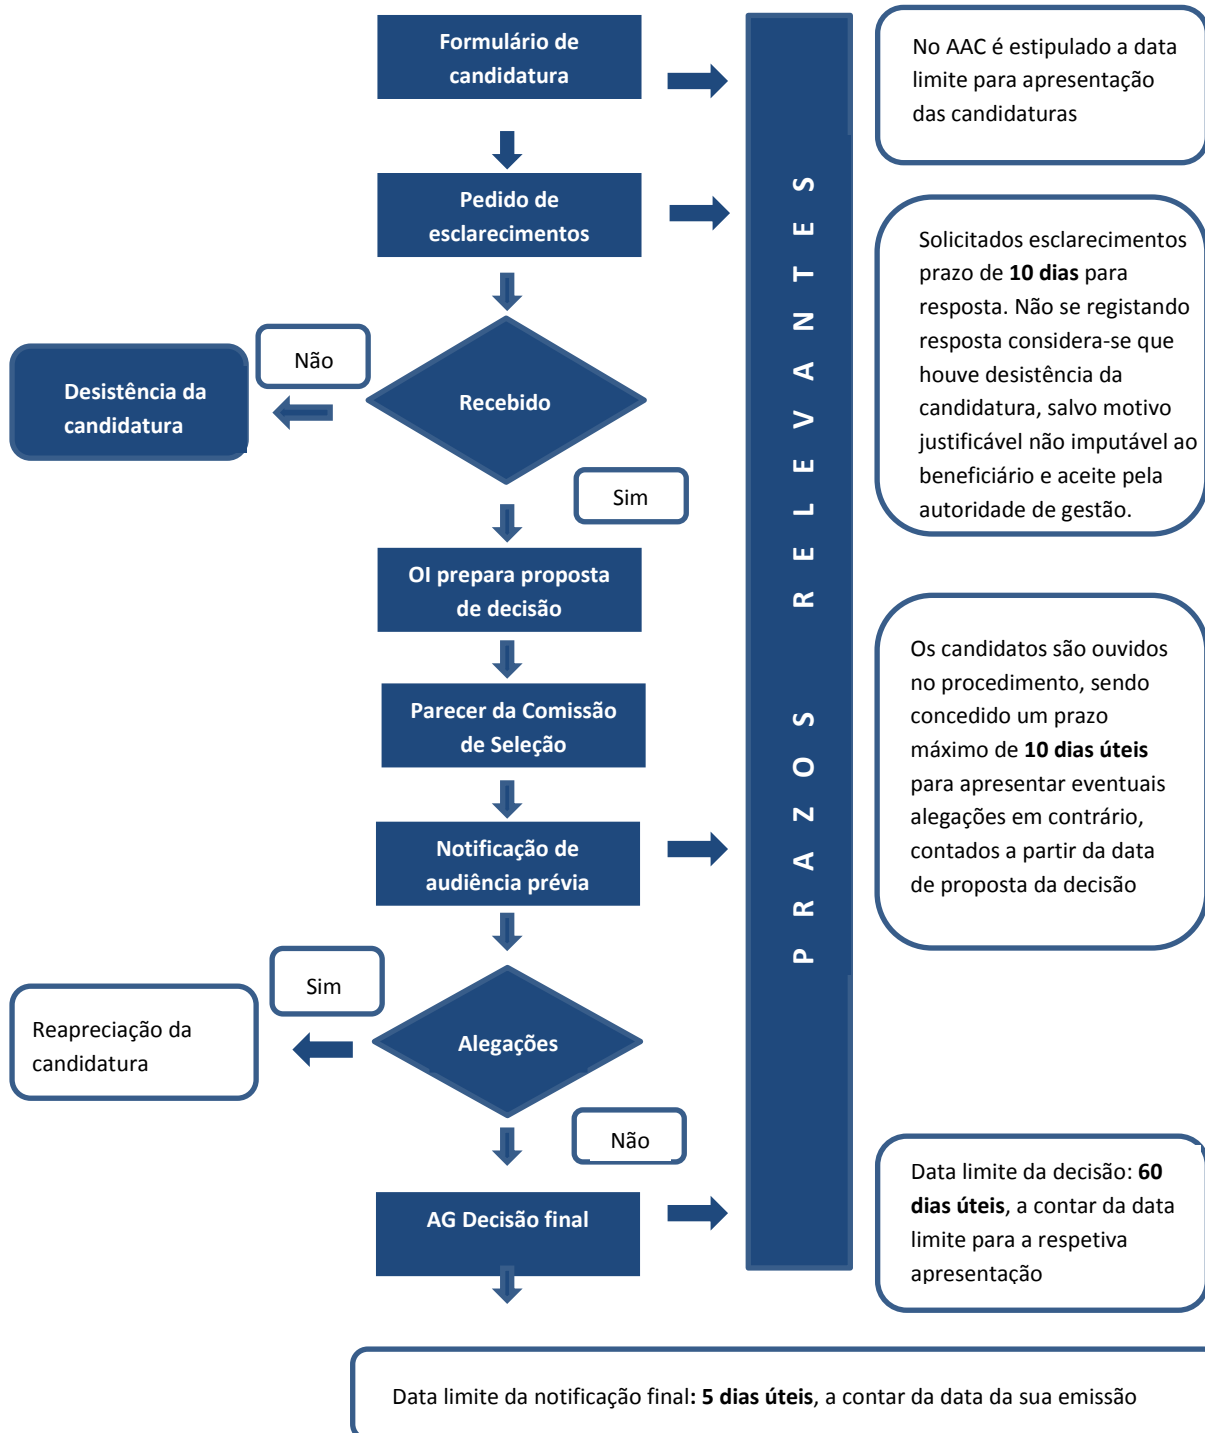 Formulário de
candidatura
No AAC é estipulado a data
limite para apresentação
das candidaturas
Pedido de
esclarecimentos
Solicitados esclarecimentos
prazo de 10 dias para
resposta. Não se registando
resposta considera-se que
houve desistência da
candidatura, salvo motivo
justificável não imputável ao
beneficiário e aceite pela
autoridade de gestão.
Recebido
Não
Desistência da
candidatura
Sim
OI prepara proposta
de decisão
Parecer da Comissão
de Seleção
Notificação de
audiência prévia
Os candidatos são ouvidos
no procedimento, sendo
concedido um prazo
máximo de 10 dias úteis
para apresentar eventuais
alegações em contrário,
contados a partir da data
de proposta da decisão
Alegações
Sim
Reapreciação da
candidatura
Não
AG Decisão final
Data limite da decisão: 60
dias úteis, a contar da data
limite para a respetiva
apresentação
PRAZOS RELEVANTES
Data limite da notificação final: 5 dias úteis, a contar da data da sua emissão